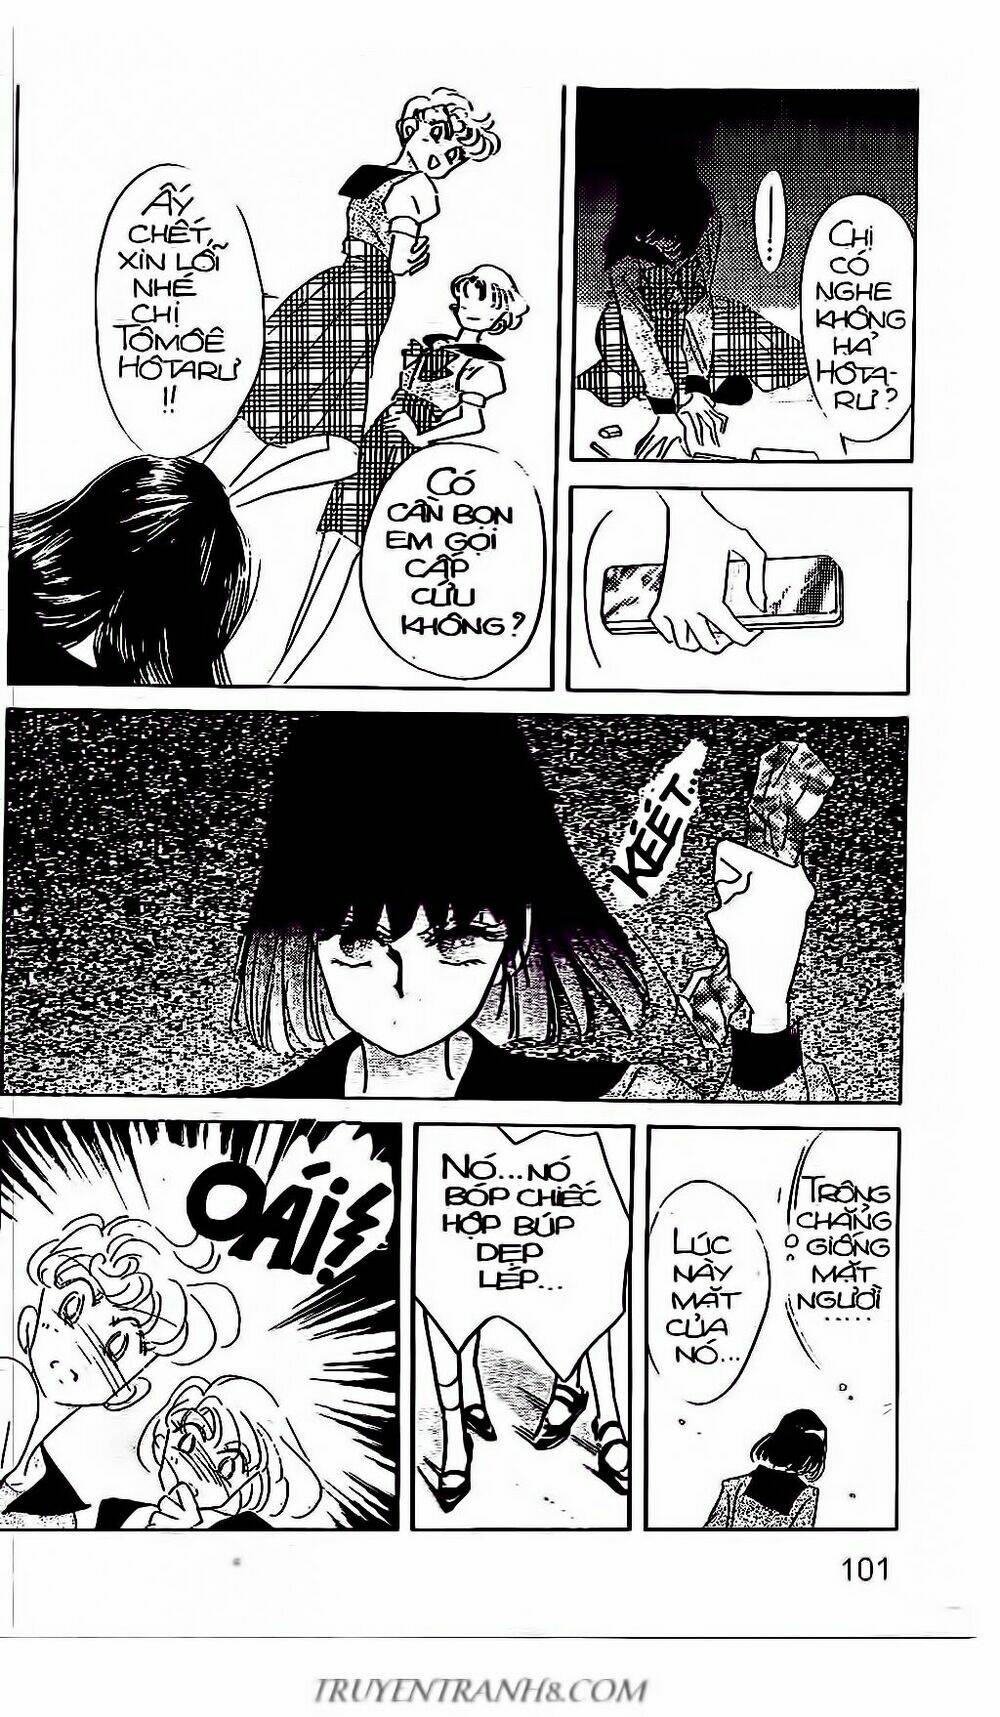 ẤY
CHẾT,
XIN LỖI
NHÉ
CHỊ
TÔMÔÊ
HÔTARƯ
!!
CÓ
CẦN BỌN
EM GỌI
CẤP
CỨU
KHÔNG?
.......
CHỊ
CÓ
NGHE
KHÔNG
HẢ
HÔTA-
RƯ?
KÉÉT...
OÁI!
NÓ...NÓ
BÓP CHIẾC
HỘP BÚP
DẸP
LÉP...
LÚC
NÀY
MẶT
CỦA
NÓ...
TRÔNG
CHẲNG
GIỐNG
MẶT
NGƯỜI
.....
101
TRUYENTRANH8.COM